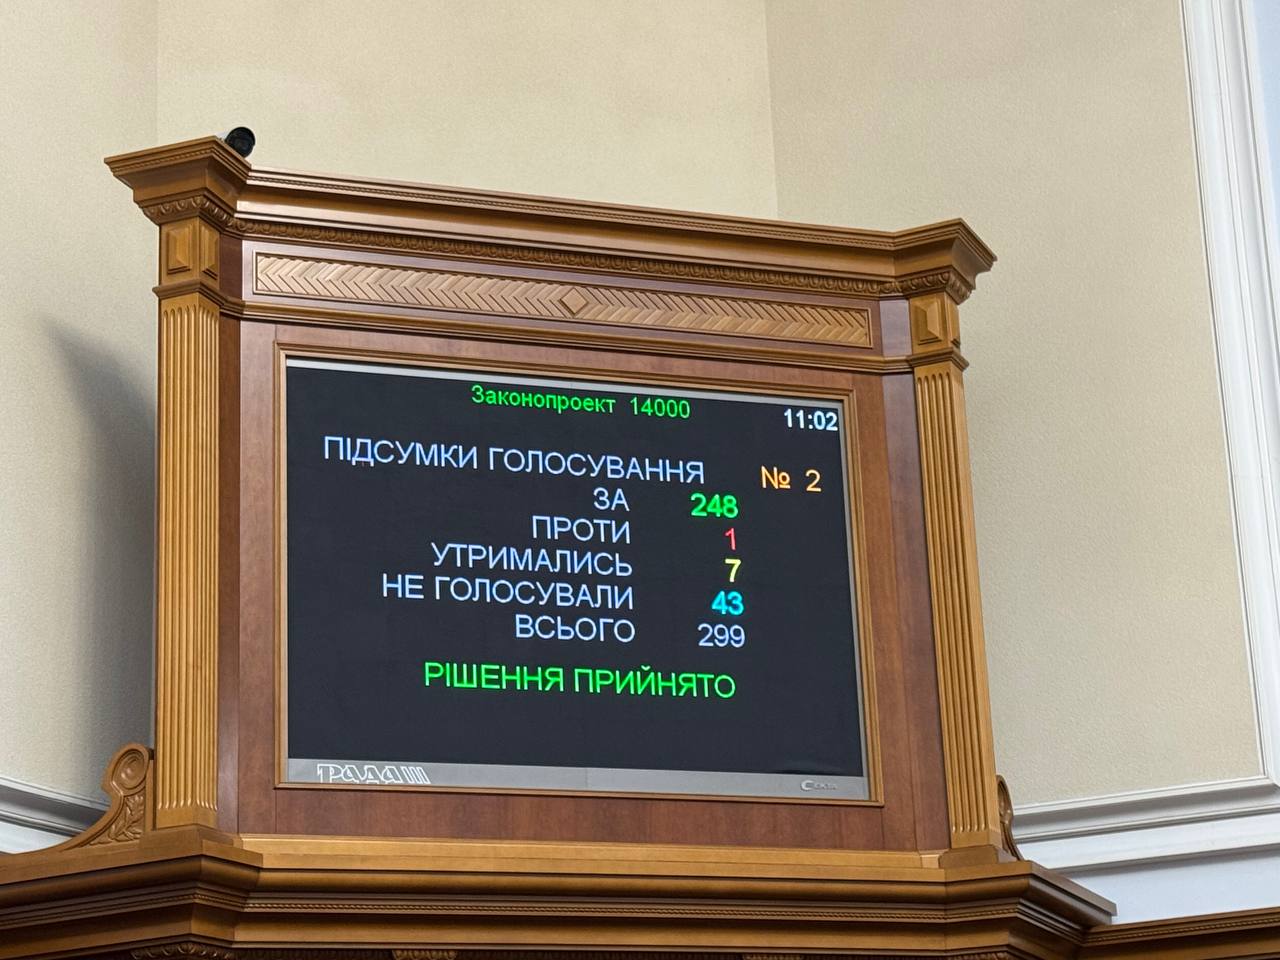 Законопроект 14000
11:02
ПІДСУМКИ ГОЛОСУВАННЯ № 2
ЗА 248
ПРОТИ 1
УТРИМАЛИСЬ 7
НЕ ГОЛОСУВАЛИ 43
ВСЬОГО 299
РІШЕННЯ ПРИЙНЯТО
РАДА III